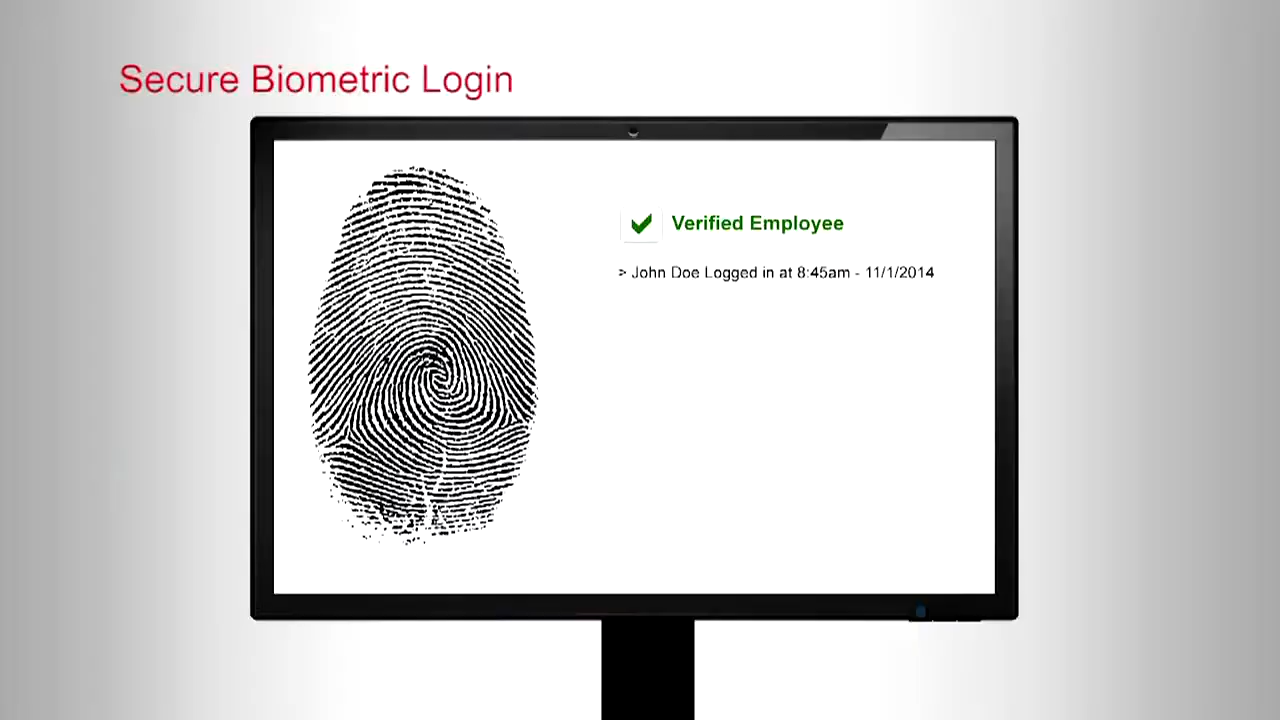 Secure Biometric Login
Verified Employee
> John Doe Logged in at 8:45am - 11/1/2014